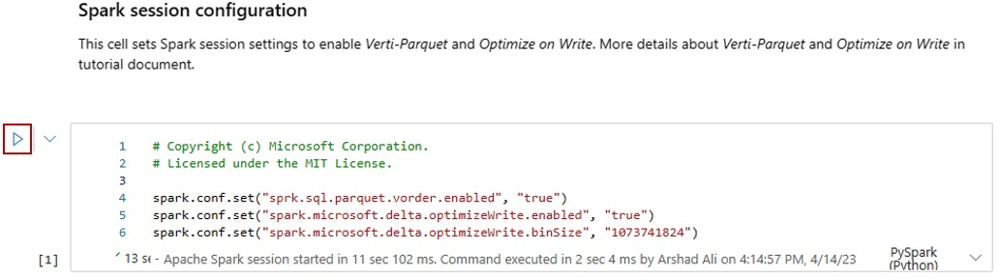 Spark session configuration
This cell sets Spark session settings to enable Verti-Parquet and Optimize on Write. More details about Verti-Parquet and Optimize on Write in
tutorial document.
1 # Copyright (c) Microsoft Corporation.
2 # Licensed under the MIT License.
3
4 spark.conf.set("sprk.sql.parquet.vorder.enabled", "true")
5 spark.conf.set("spark.microsoft.delta.optimizeWrite.enabled", "true")
6 spark.conf.set("spark.microsoft.delta.optimizeWrite.binSize", "1073741824")
[1] 13 - Apache Spark session started in 11 sec 102 ms. Command executed in 2 sec 4 ms by Arshad Ali on 4:14:57 PM, 4/14/23
PySpark
(Python)